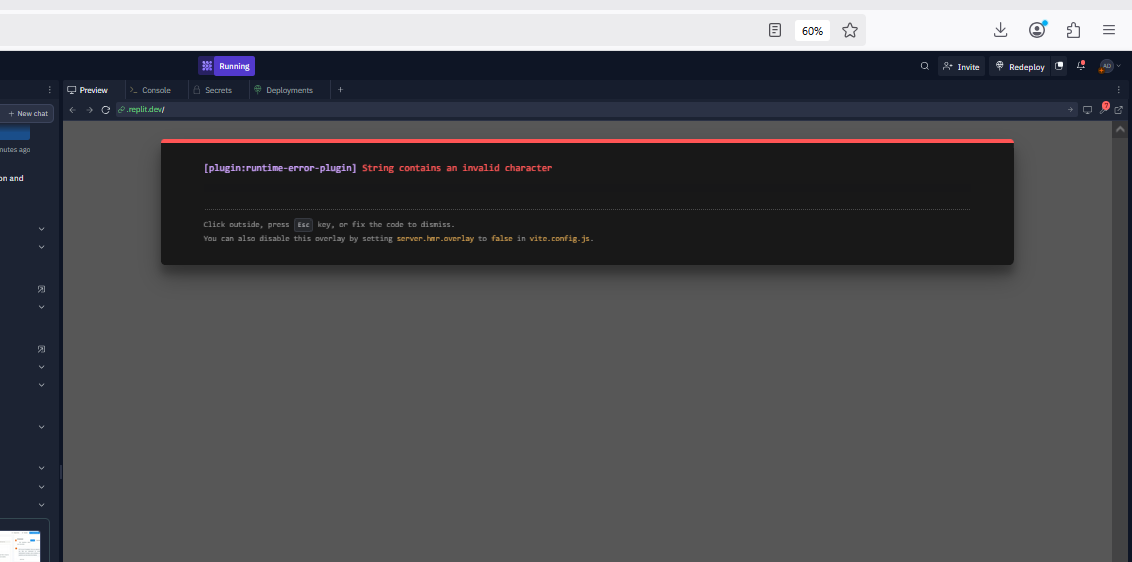 60%
Running
Invite
Redeploy
AD
Preview
Console
Secrets
Deployments
+
+ New chat
.replit.dev/
7
nutes ago
on and
[plugin:runtime-error-plugin] String contains an invalid character
Click outside, press Esc key, or fix the code to dismiss.
You can also disable this overlay by setting server.hmr.overlay to false in vite.config.js.